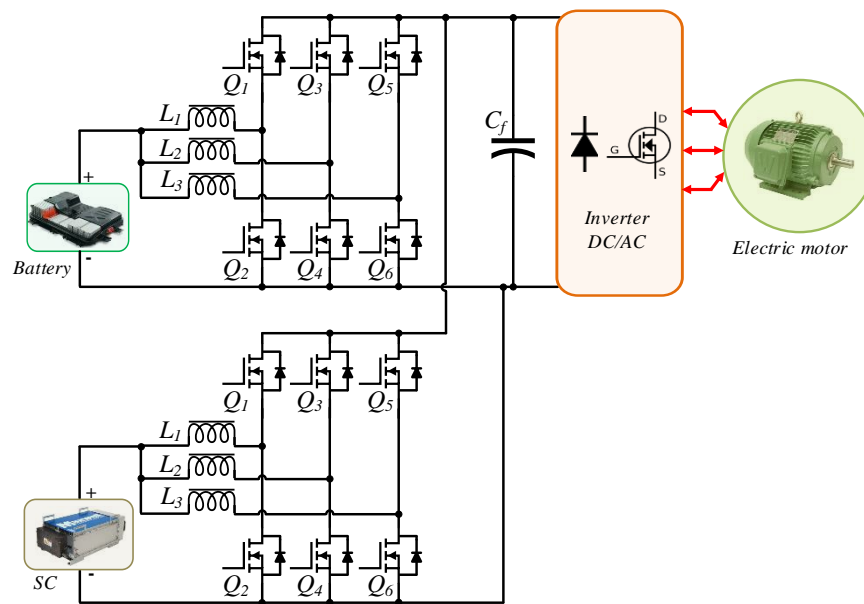 Q1
Q3
Q5
L1
L2
L3
+
Battery
-
Q2
Q4
Q6
Cf
D
G
S
Inverter
DC/AC
Electric motor
Q1
Q3
Q5
L1
L2
L3
+
SC
-
Q2
Q4
Q6